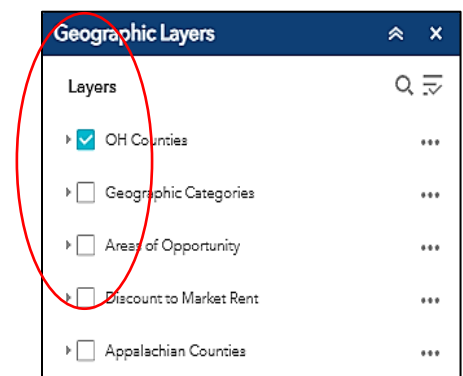 Geographic Layers
Layers
OH Counties
Geographic Categories
Areas of Opportunity
Discount to Market Rent
Appalachian Counties